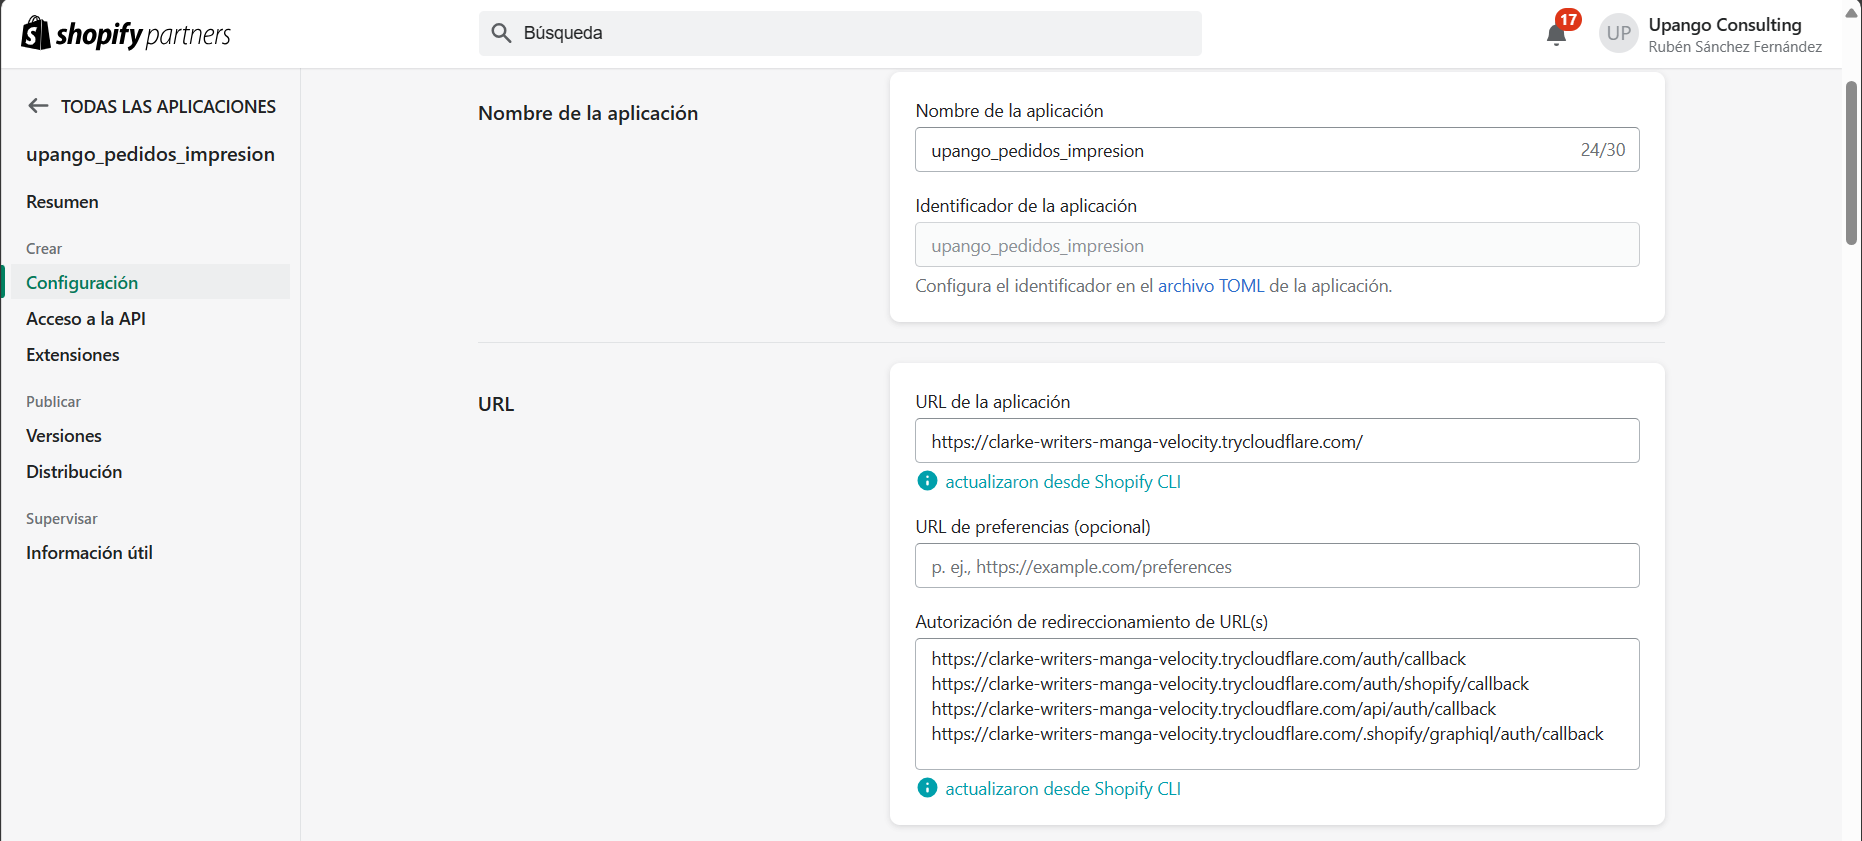 shopify partners
Búsqueda
17
UP
Upango Consulting
Rubén Sánchez Fernández
TODAS LAS APLICACIONES
upango_pedidos_impresion
Resumen
Crear
Configuración
Acceso a la API
Extensiones
Publicar
Versiones
Distribución
Supervisar
Información útil
Nombre de la aplicación
Nombre de la aplicación
upango_pedidos_impresion 24/30
Identificador de la aplicación
upango_pedidos_impresion
Configura el identificador en el archivo TOML de la aplicación.
URL
URL de la aplicación
https://clarke-writers-manga-velocity.trycloudflare.com/
actualizaron desde Shopify CLI
URL de preferencias (opcional)
p. ej., https://example.com/preferences
Autorización de redireccionamiento de URL(s)
https://clarke-writers-manga-velocity.trycloudflare.com/auth/callback
https://clarke-writers-manga-velocity.trycloudflare.com/auth/shopify/callback
https://clarke-writers-manga-velocity.trycloudflare.com/api/auth/callback
https://clarke-writers-manga-velocity.trycloudflare.com/.shopify/graphiql/auth/callback
actualizaron desde Shopify CLI